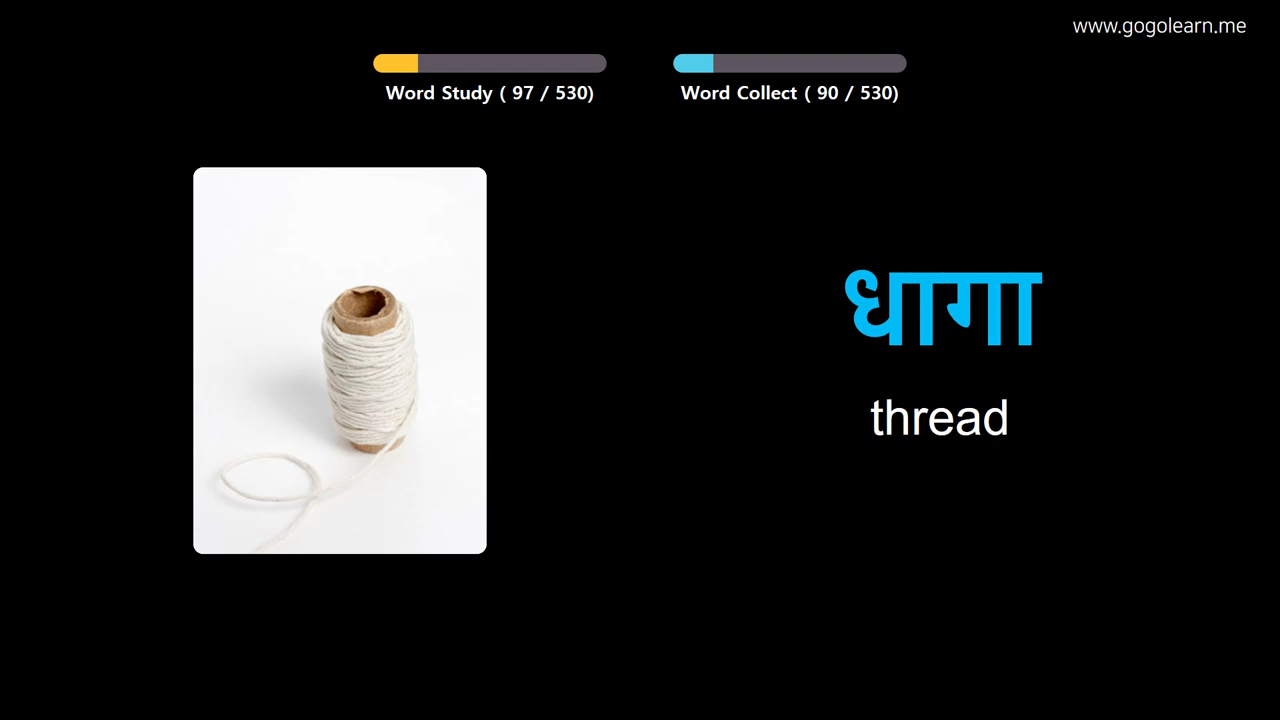 www.gogolearn.me
Word Study ( 97 / 530)
Word Collect ( 90 / 530)
धागा
thread